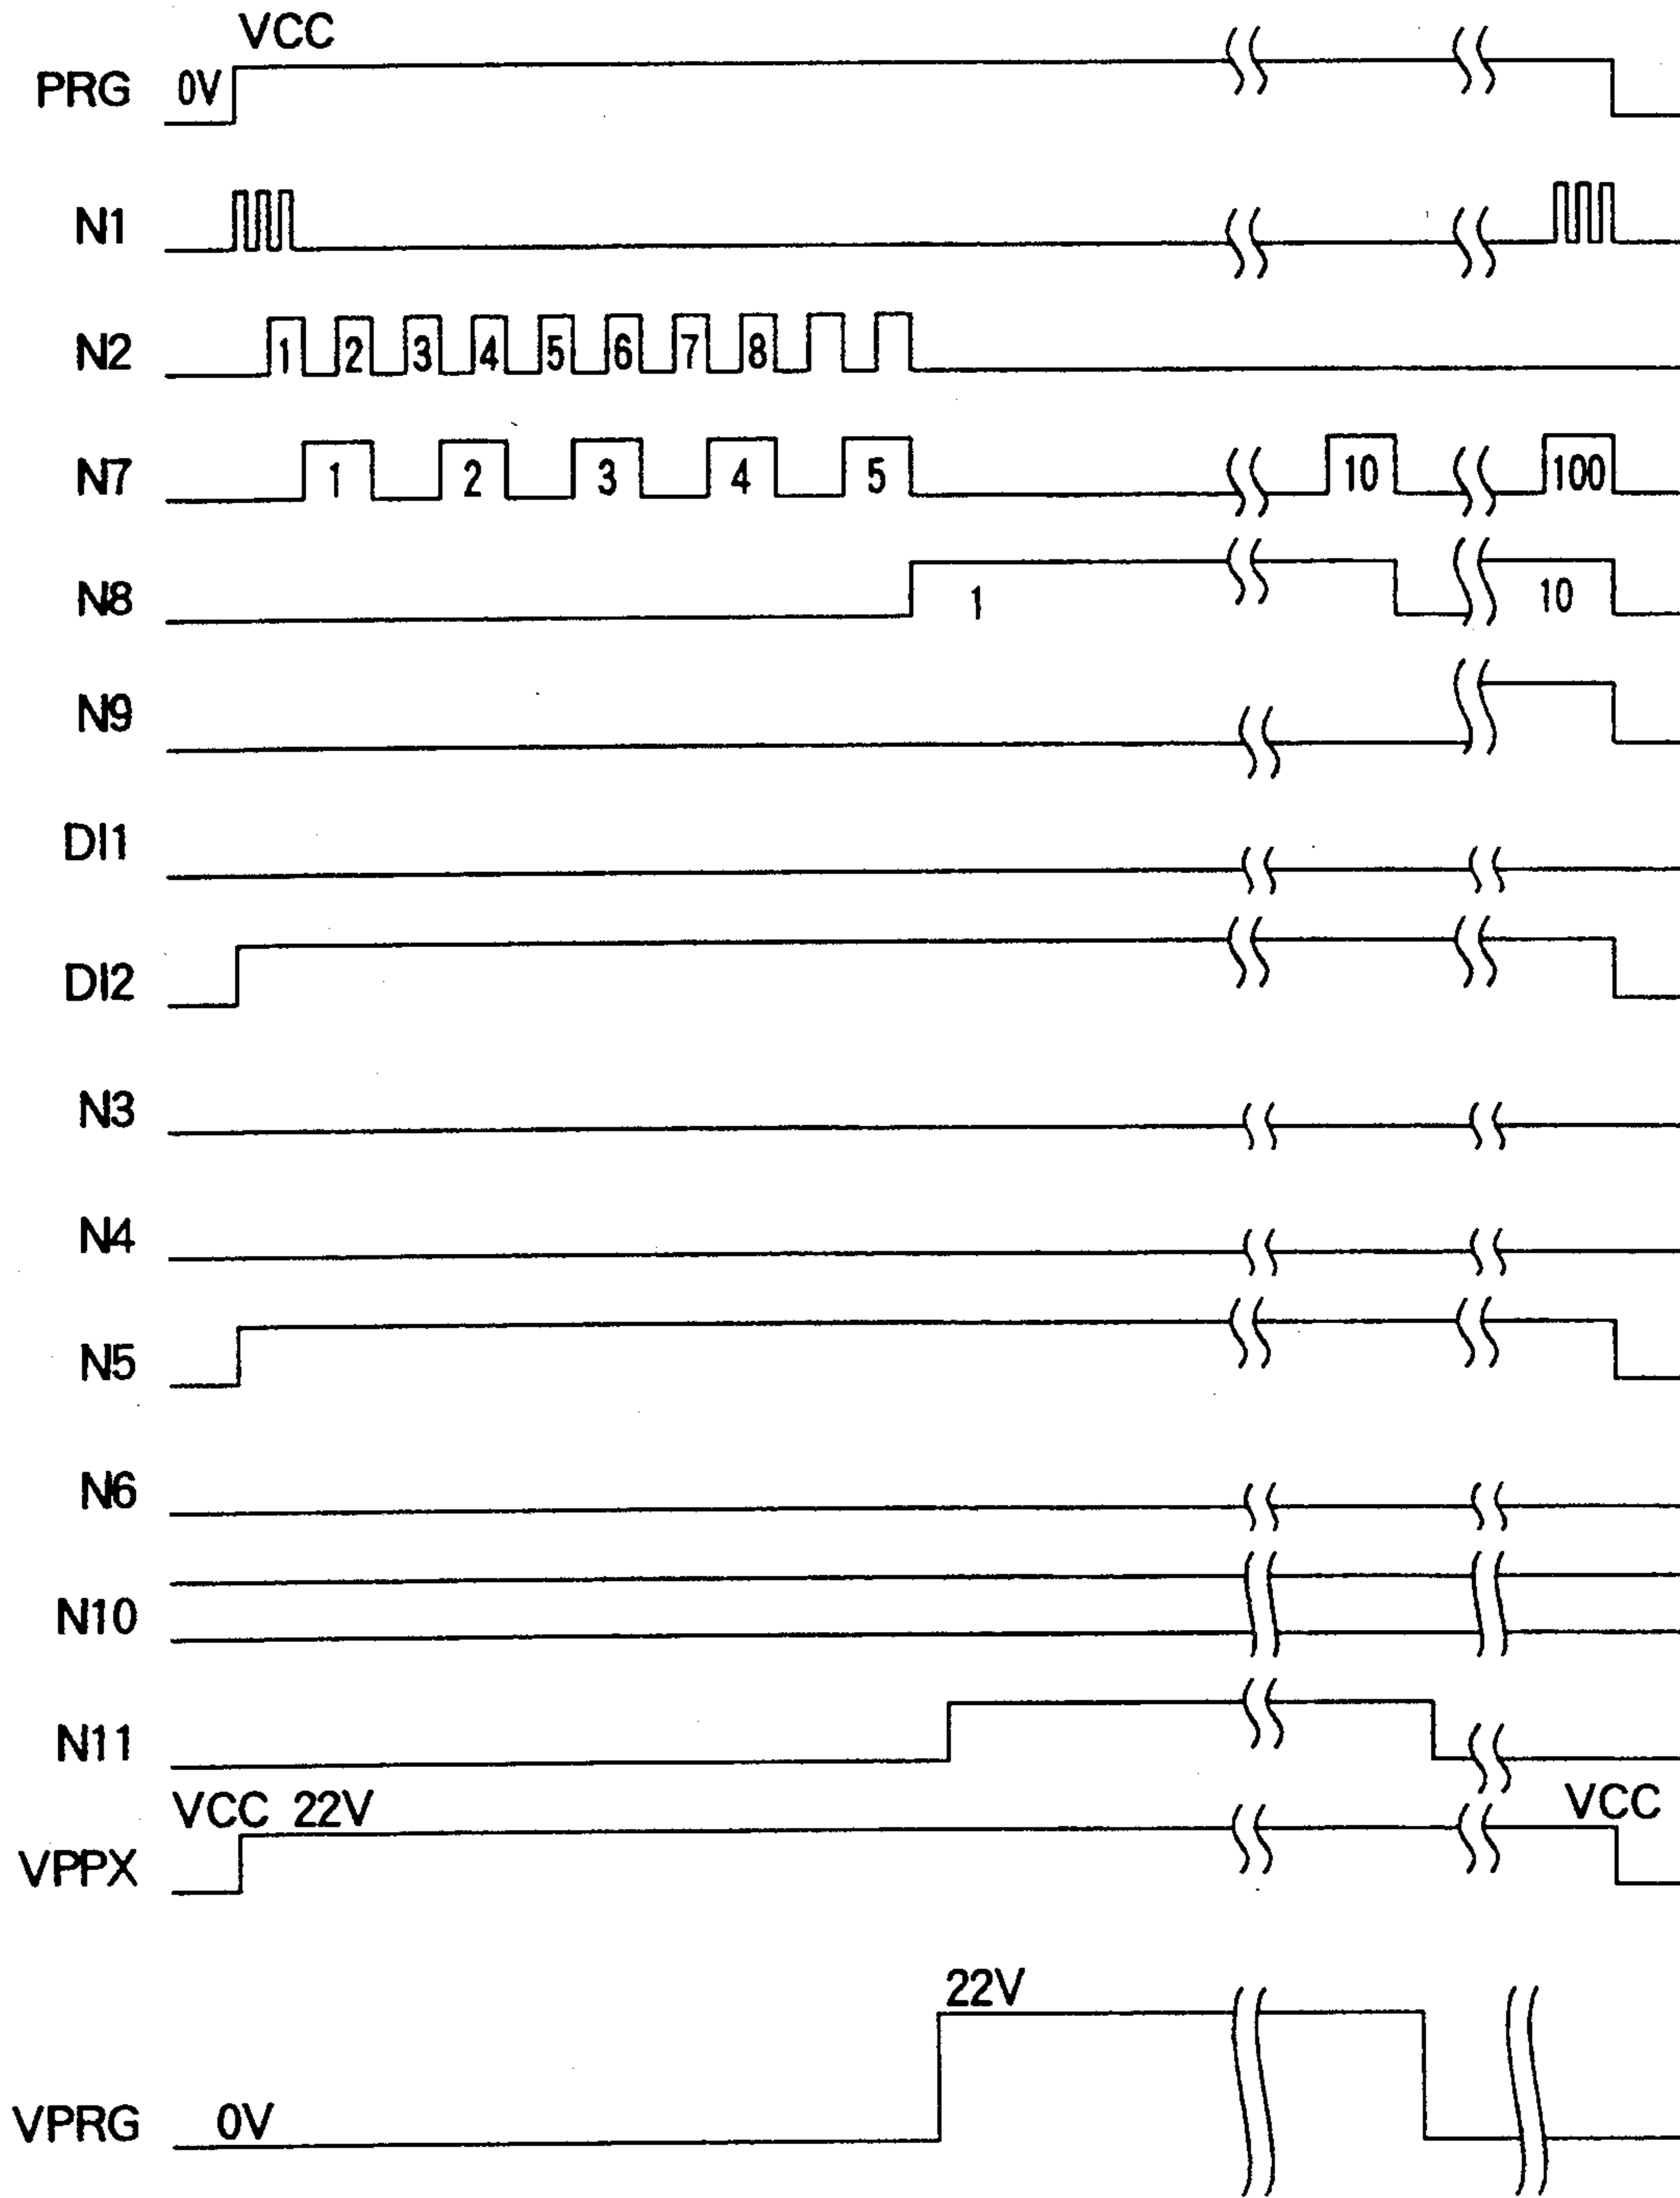 VCC
PRG 0V
N1
N2 1 2 3 4 5 6 7 8
N7 1 2 3 4 5 10 100
N8 1 10
N9
DI1
DI2
N3
N4
N5
N6
N10
N11
VCC 22V VCC
VPPX
22V
VPRG 0V